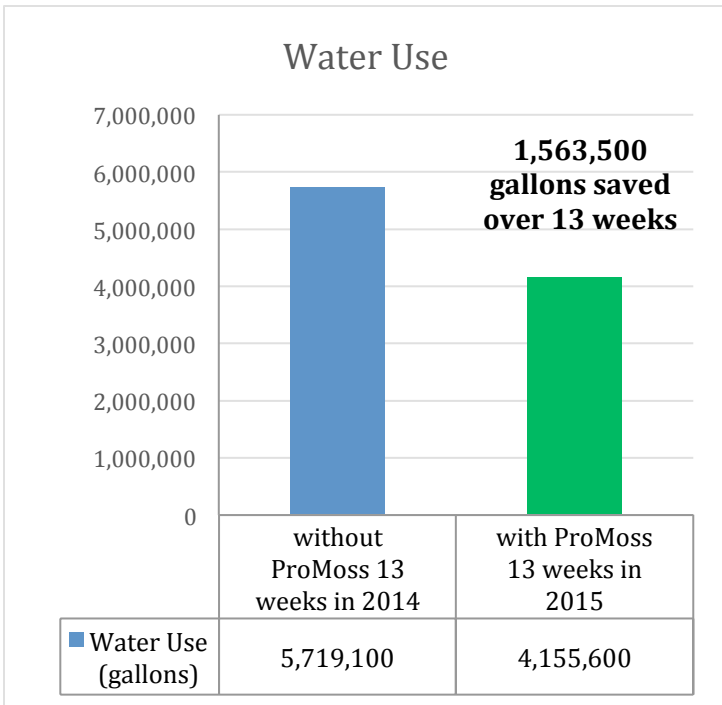 Water Use
7,000,000
6,000,000
5,000,000
4,000,000
3,000,000
2,000,000
1,000,000
0
1,563,500
gallons saved
over 13 weeks
without
ProMoss 13
weeks in 2014
with ProMoss
13 weeks in
2015
Water Use
(gallons)
5,719,100
4,155,600